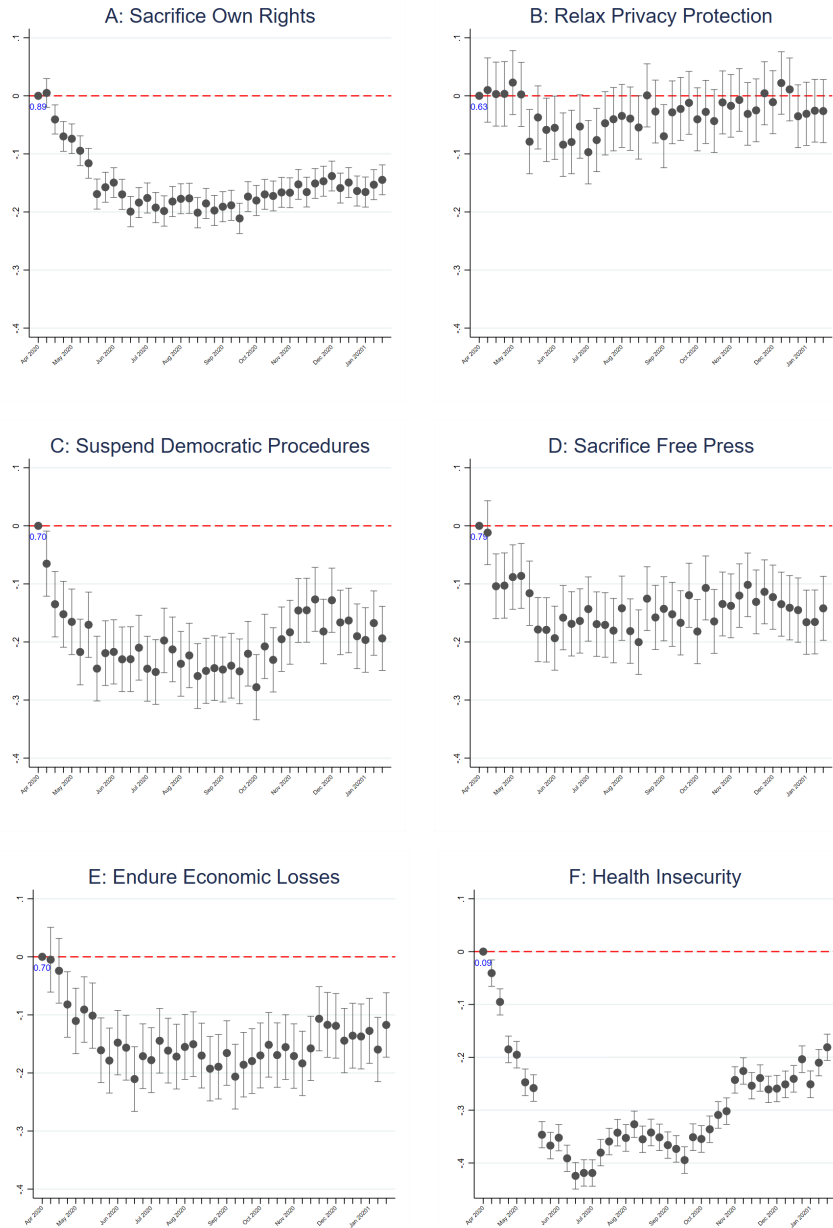 A: Sacrifice Own Rights
.1
0
-.1
-.2
-.3
-.4
0.89
Apr 2020
May 2020
Jun 2020
Jul 2020
Aug 2020
Sep 2020
Oct 2020
Nov 2020
Dec 2020
Jan 20201
B: Relax Privacy Protection
.1
0
-.1
-.2
-.3
-.4
0.63
Apr 2020
May 2020
Jun 2020
Jul 2020
Aug 2020
Sep 2020
Oct 2020
Nov 2020
Dec 2020
Jan 20201
C: Suspend Democratic Procedures
.1
0
-.1
-.2
-.3
-.4
0.70
Apr 2020
May 2020
Jun 2020
Jul 2020
Aug 2020
Sep 2020
Oct 2020
Nov 2020
Dec 2020
Jan 20201
D: Sacrifice Free Press
.1
0
-.1
-.2
-.3
-.4
Apr 2020
May 2020
Jun 2020
Jul 2020
Aug 2020
Sep 2020
Oct 2020
Nov 2020
Dec 2020
Jan 20201
E: Endure Economic Losses
.1
0
-.1
-.2
-.3
-.4
0.70
Apr 2020
May 2020
Jun 2020
Jul 2020
Aug 2020
Sep 2020
Oct 2020
Nov 2020
Dec 2020
Jan 20201
F: Health Insecurity
.1
0
-.1
-.2
-.3
-.4
0.09
Apr 2020
May 2020
Jun 2020
Jul 2020
Aug 2020
Sep 2020
Oct 2020
Nov 2020
Dec 2020
Jan 20201